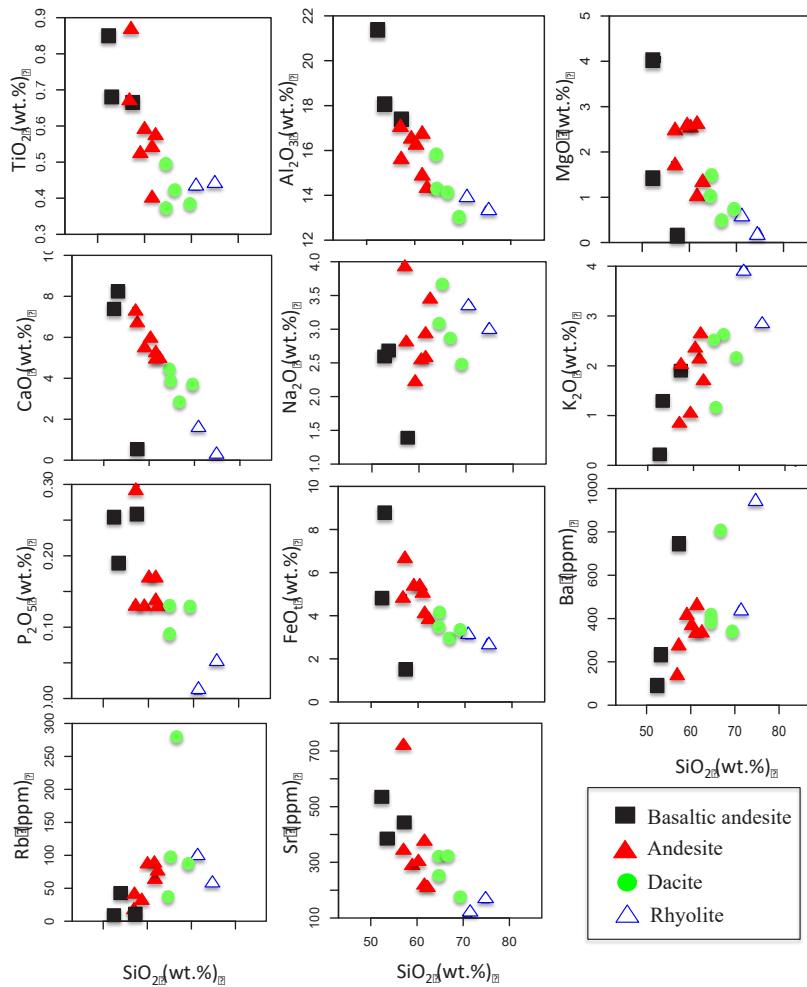 TiO2 (wt.%)
0.3 0.4 0.5 0.6 0.7 0.8 0.9
Al2O3 (wt.%)
12 14 16 18 20 22
MgO (wt.%)
0 1 2 3 4 5
CaO (wt.%)
0 2 4 6 8 10
Na2O (wt.%)
1.0 1.5 2.0 2.5 3.0 3.5 4.0
K2O (wt.%)
0 1 2 3 4
P2O5 (wt.%)
0.00 0.10 0.20 0.30
FeOt (wt.%)
0 2 4 6 8 10
Ba (ppm)
0 200 400 600 800 1000
50 60 70 80
SiO2 (wt.%)
Rb (ppm)
0 50 100 150 200 250 300
SiO2 (wt.%)
Sr (ppm)
100 300 500 700
50 60 70 80
SiO2 (wt.%)
Basaltic andesite
Andesite
Dacite
Rhyolite